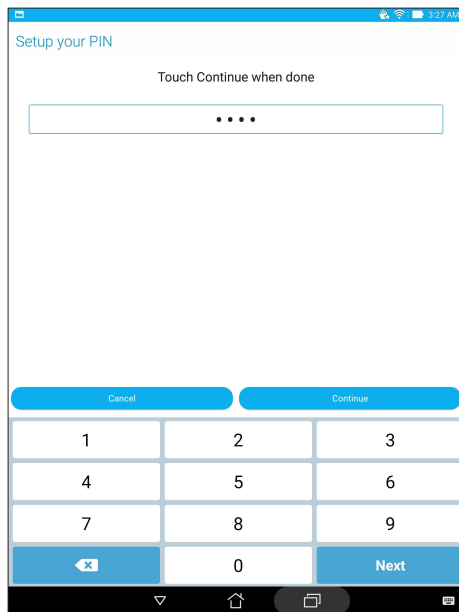 3:27 AM
Setup your PIN
Touch Continue when done
••••
Cancel Continue
1 2 3
4 5 6
7 8 9
0 Next